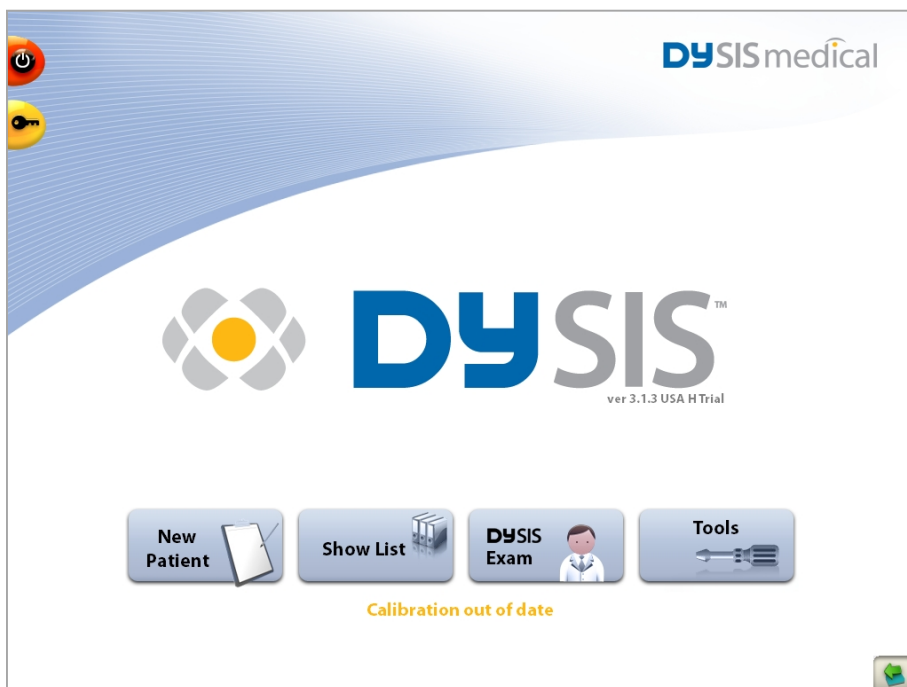 DYSIS medical
DYSIS™
ver 3.1.3 USA H Trial
New
Patient
Show List
DYSIS
Exam
Tools
Calibration out of date